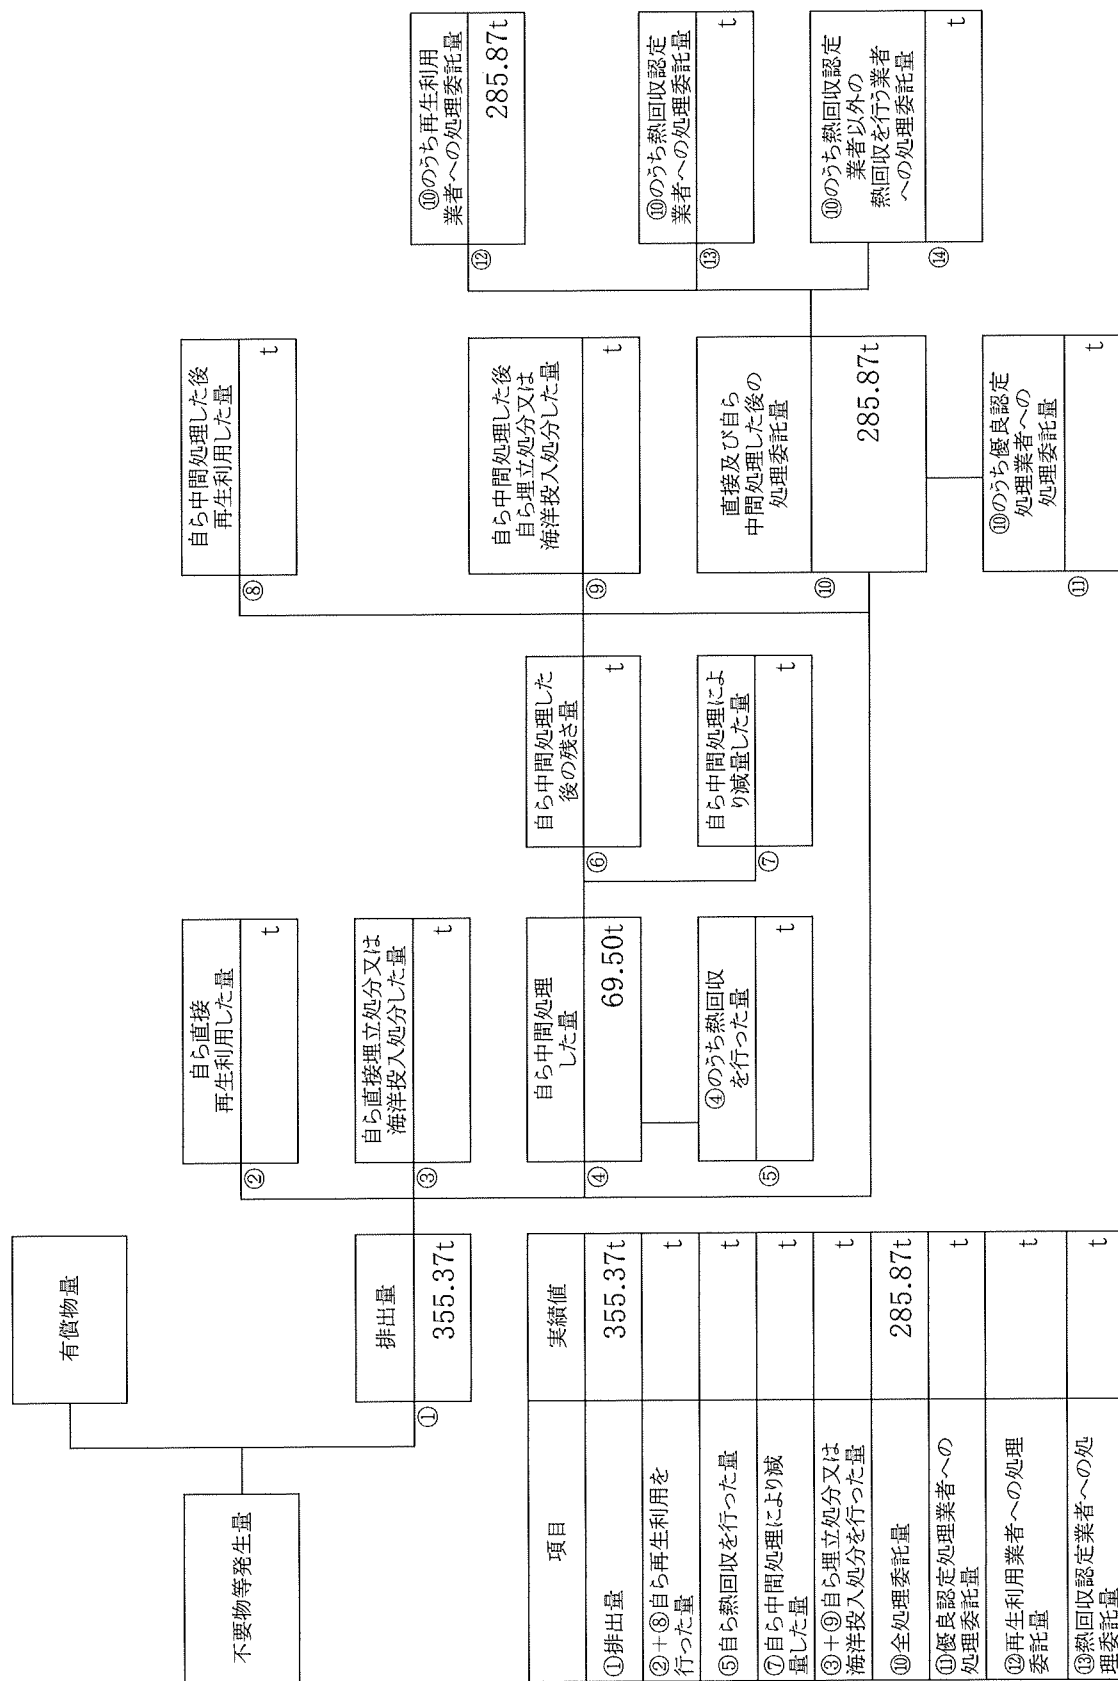 不要物等発生量
有償物量
排出量
①
355.37t
自ら直接
再生利用した量
②
t
自ら直接埋立処分又は
海洋投入処分した量
③
t
自ら中間処理
した量
④
69.50t
④のうち熱回収
を行った量
⑤
t
自ら中間処理した
後の残さ量
⑥
t
自ら中間処理によ
り減量した量
⑦
t
自ら中間処理した後
再生利用した量
⑧
t
自ら中間処理した後
自ら埋立処分又は
海洋投入処分した量
⑨
t
直接及び自ら
中間処理した後の
処理委託量
⑩
285.87t
⑩のうち優良認定
処理業者への
処理委託量
⑪
t
⑩のうち再生利用
業者への処理委託量
⑫
285.87t
⑩のうち熱回収認定
業者への処理委託量
⑬
t
⑩のうち熱回収認定
業者以外の
熱回収を行う業者
への処理委託量
⑭
t
項目 実績値
①排出量 355.37t
②+⑧自ら再生利用を
行った量 t
⑤自ら熱回収を行った量 t
⑦自ら中間処理により減
量した量 t
③+⑨自ら埋立処分又は
海洋投入処分を行った量 t
⑩全処理委託量 285.87t
⑪優良認定処理業者への
処理委託量 t
⑫再生利用業者への処理
委託量 t
⑬熱回収認定業者への処
理委託量 t